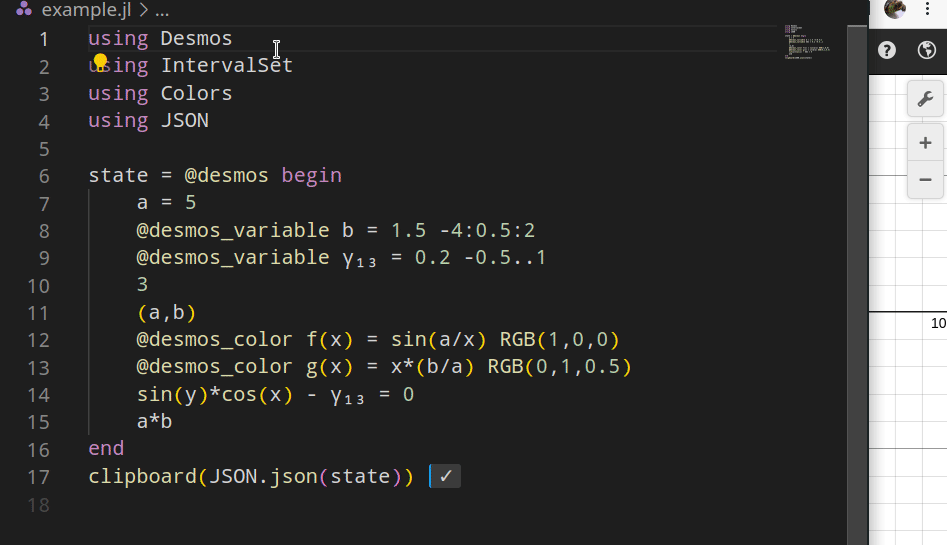 example.jl > ...
1 using Desmos
2 using IntervalSet
3 using Colors
4 using JSON
5
6 state = @desmos begin
7 a = 5
8 @desmos_variable b = 1.5 -4:0.5:2
9 @desmos_variable γ₁₃ = 0.2 -0.5..1
10 3
11 (a,b)
12 @desmos_color f(x) = sin(a/x) RGB(1,0,0)
13 @desmos_color g(x) = x*(b/a) RGB(0,1,0.5)
14 sin(y)*cos(x) - γ₁₃ = 0
15 a*b
16 end
17 clipboard(JSON.json(state)) ✓
18
?
+
−
10